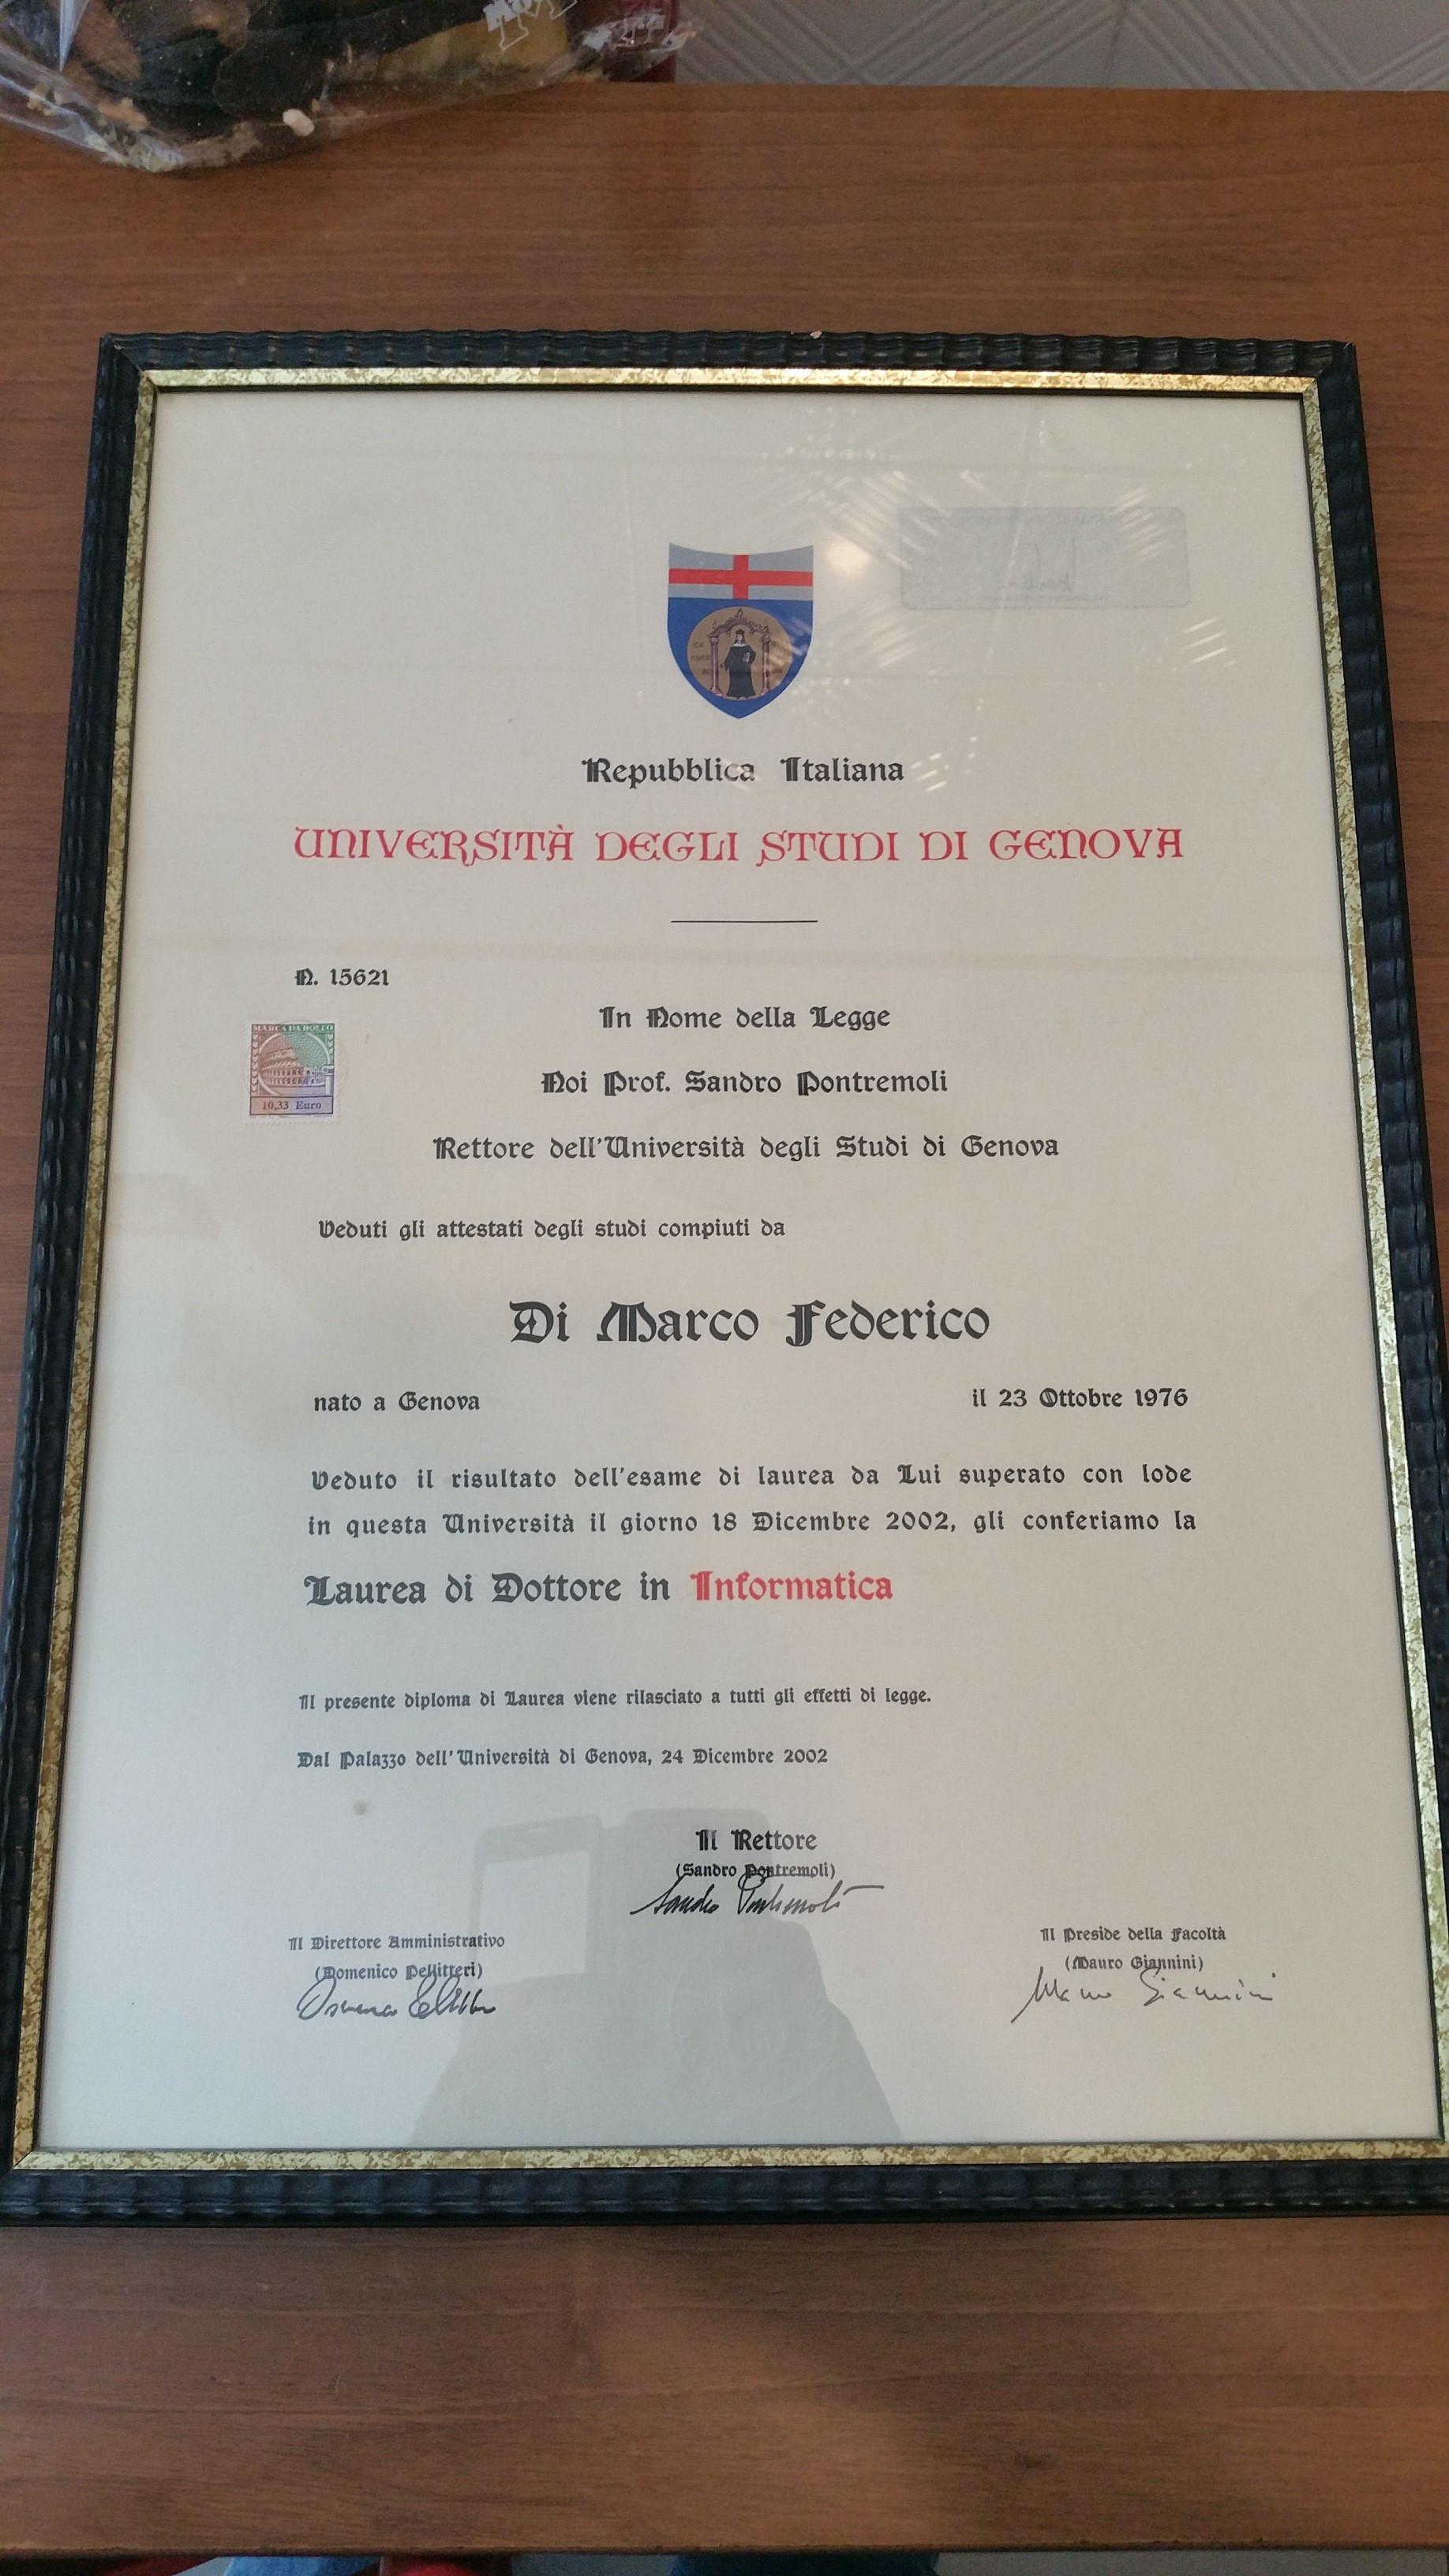 Repubblica Italiana
UNIVERSITÀ DEGLI STUDI DI GENOVA
N. 15621
MARCA DA BOLLO
10,33 Euro
In Nome della Legge
Noi Prof. Sandro Pontremoli
Rettore dell'Università degli Studi di Genova
Veduti gli attestati degli studi compiuti da
Di Marco Federico
nato a Genova il 23 Ottobre 1976
Veduto il risultato dell'esame di laurea da Lui superato con lode
in questa Università il giorno 18 Dicembre 2002, gli conferiamo la
Laurea di Dottore in Informatica
Il presente diploma di Laurea viene rilasciato a tutti gli effetti di legge.
Dal Palazzo dell'Università di Genova, 24 Dicembre 2002
Il Rettore
(Sandro Pontremoli)
Sandro Pontremoli
Il Direttore Amministrativo
(Domenico Pellitteri)
Il Preside della Facoltà
(Mauro Giannini)
Mauro Giannini